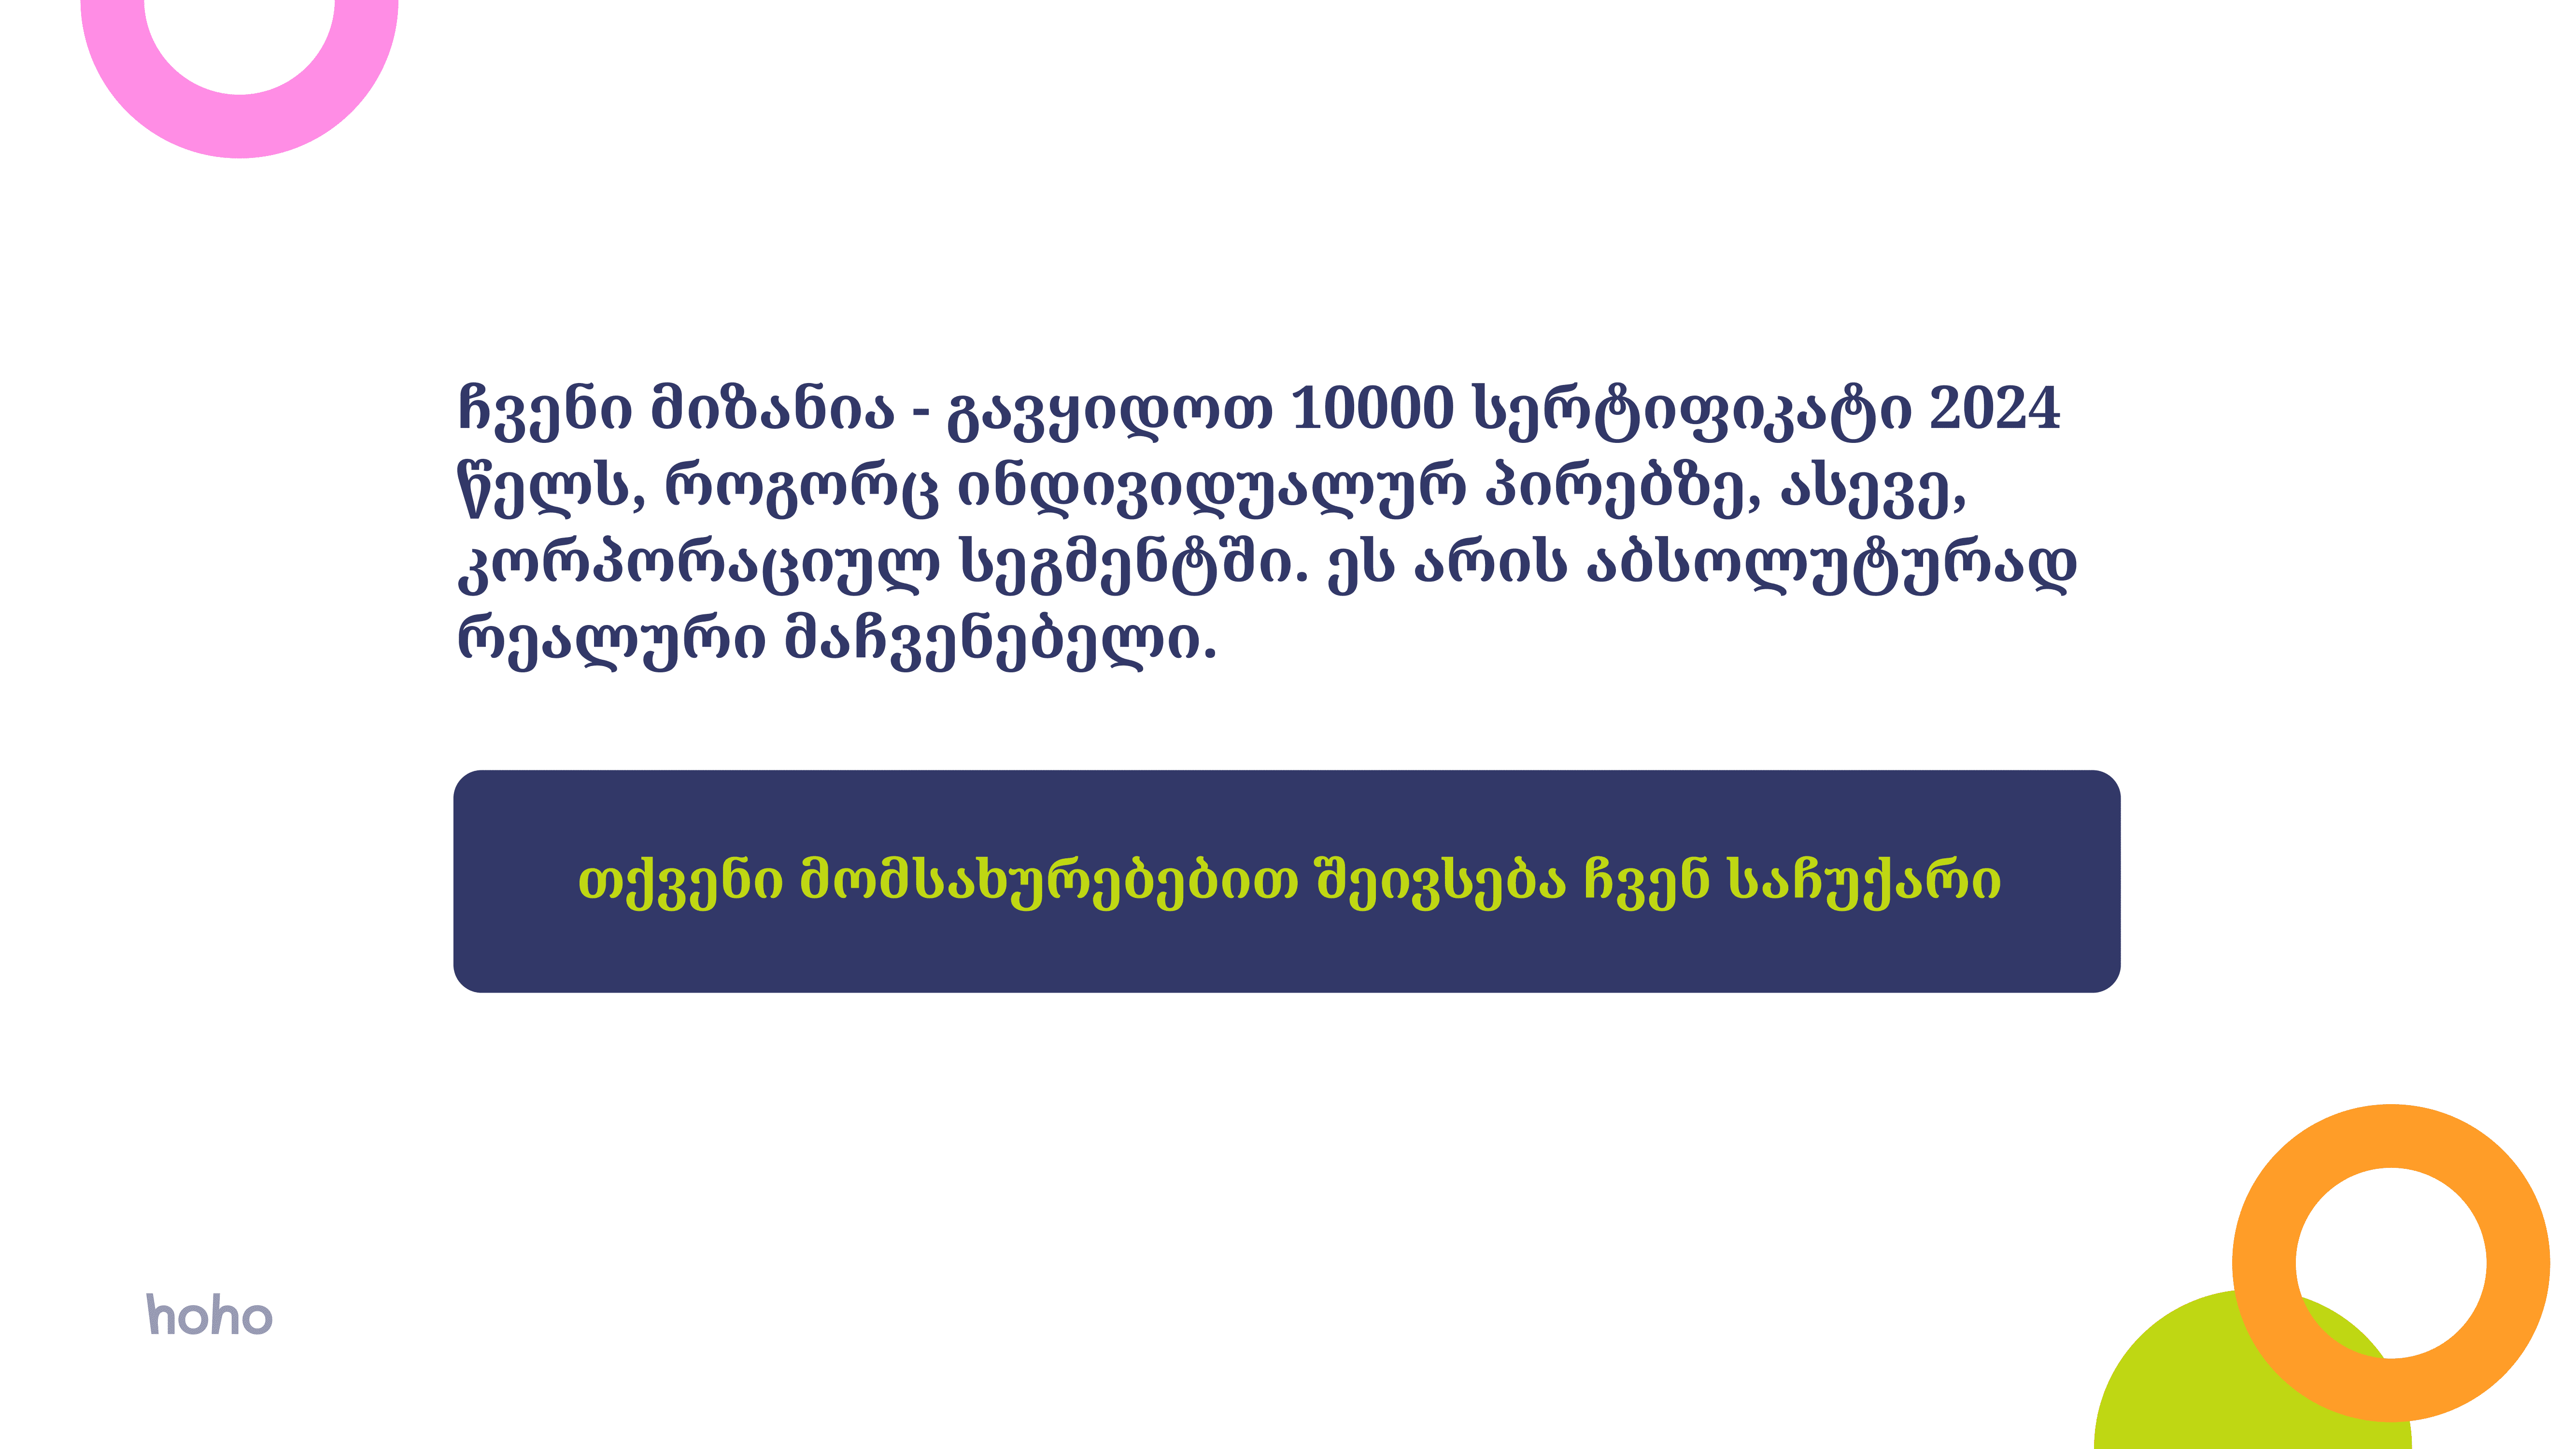 ჩვენი მიზანია - გავყიდოთ 10000 სერტიფიკატი 2024
წელს, როგორც ინდივიდუალურ პირებზე, ასევე,
კორპორაციულ სეგმენტში. ეს არის აბსოლუტურად
რეალური მაჩვენებელი.
თქვენი მომსახურებებით შეივსება ჩვენ საჩუქარი
hoho